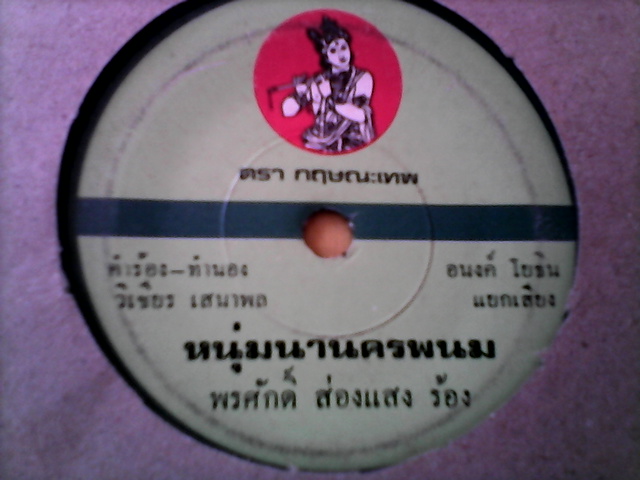 ตรา กฤษณะเทพ
คำร้อง-ทำนอง
วิเชียร เสนาพล
อนงค์ โยธิน
แยกเสียง
หนุ่มนานครพนม
พรศักดิ์ ส่องแสง ร้อง